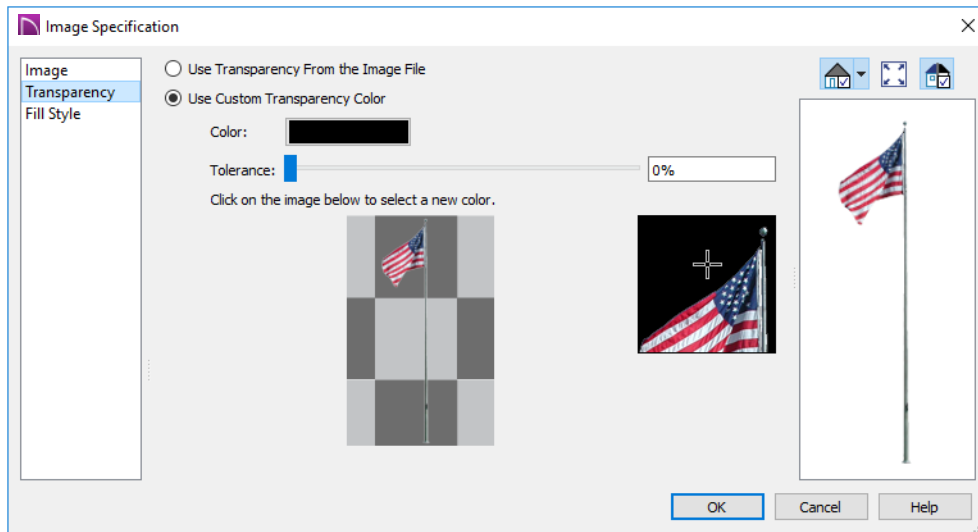 Image Specification
Image
Transparency
Fill Style
Use Transparency From the Image File
Use Custom Transparency Color
Color:
Tolerance:
0%
Click on the image below to select a new color.
OK
Cancel
Help